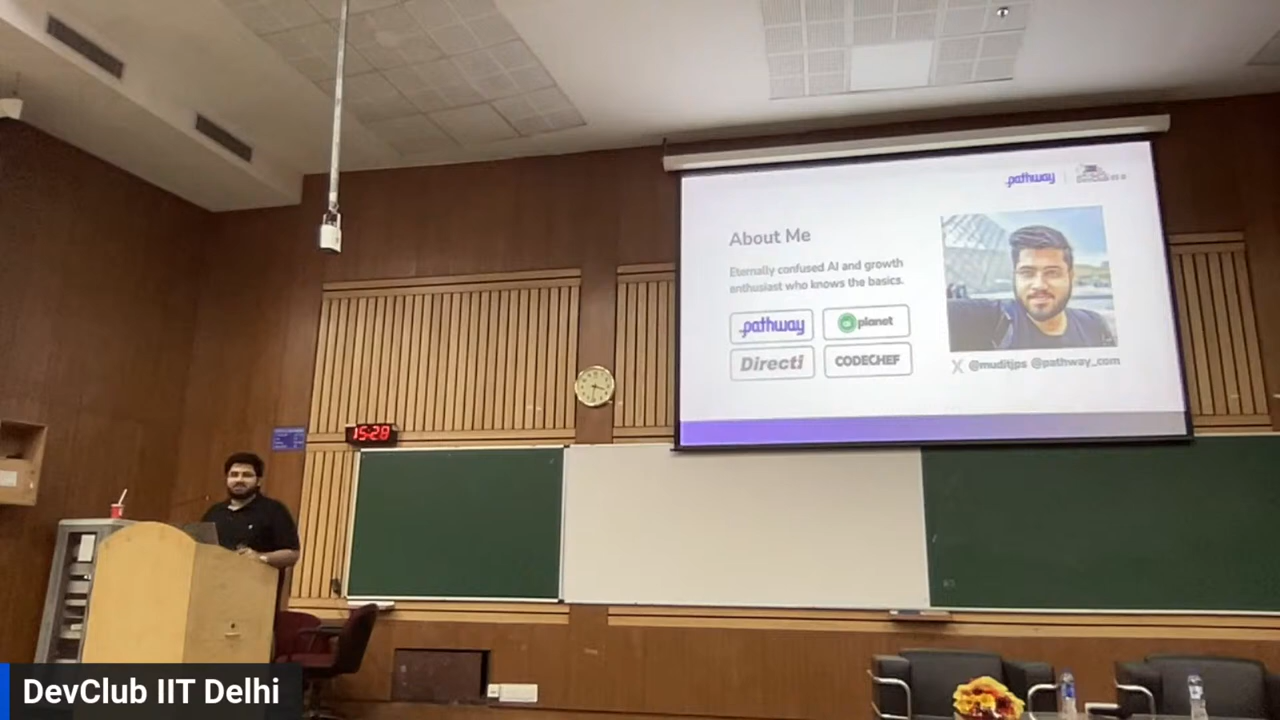 pathway
DevClub
About Me
Eternally confused AI and growth
enthusiast who knows the basics.
pathway
planet
Directi
CODECHEF
X @muditjps @pathway_com
15:28
DevClub IIT Delhi